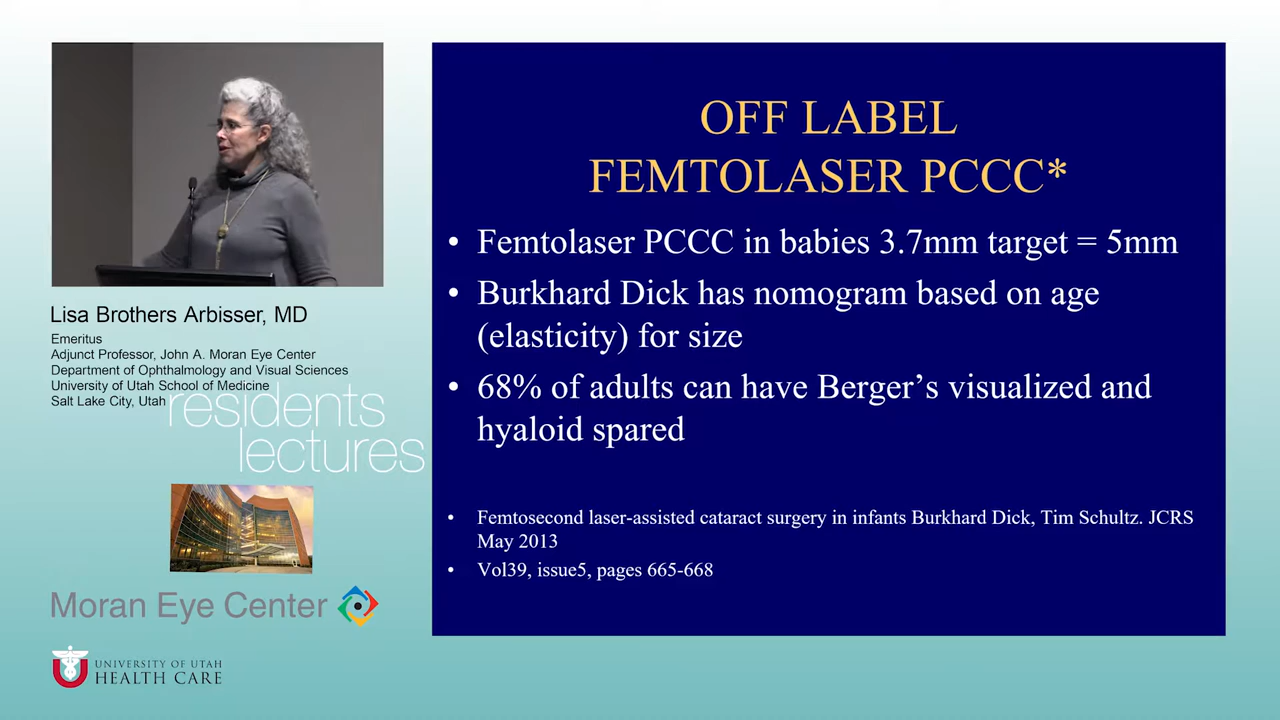 Lisa Brothers Arbisser, MD
Emeritus
Adjunct Professor, John A. Moran Eye Center
Department of Ophthalmology and Visual Sciences
University of Utah School of Medicine
Salt Lake City, Utah
residents
lectures
Moran Eye Center
UNIVERSITY OF UTAH
HEALTH CARE
OFF LABEL
FEMTOLASER PCCC*
• Femtolaser PCCC in babies 3.7mm target = 5mm
• Burkhard Dick has nomogram based on age
(elasticity) for size
• 68% of adults can have Berger’s visualized and
hyaloid spared
• Femtosecond laser-assisted cataract surgery in infants Burkhard Dick, Tim Schultz. JCRS
May 2013
• Vol39, issue5, pages 665-668